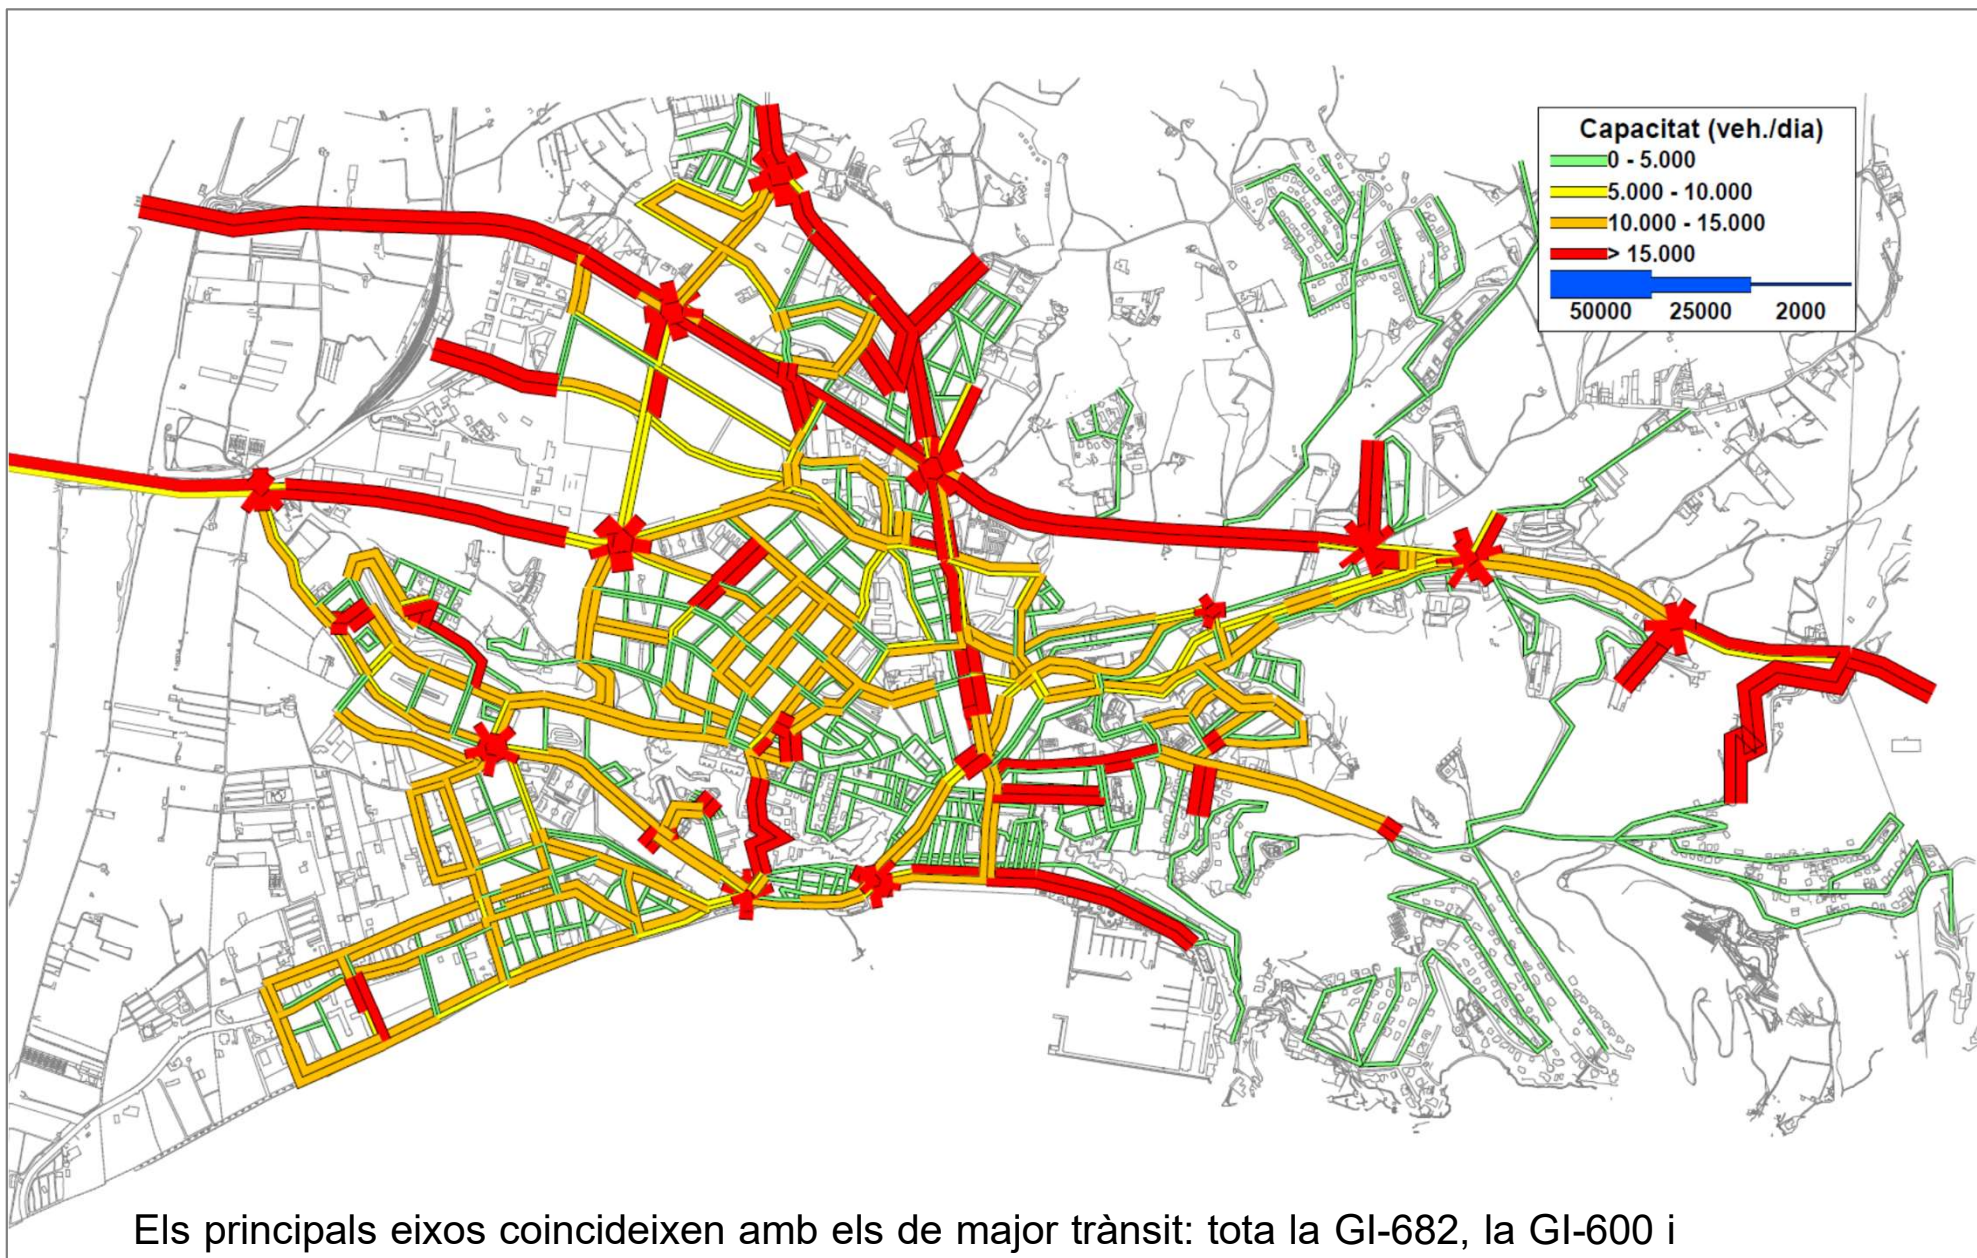 Capacitat (veh./dia)
0 - 5.000
5.000 - 10.000
10.000 - 15.000
> 15.000
50000 25000 2000
Els principals eixos coincideixen amb els de major trànsit: tota la GI-682, la GI-600 i